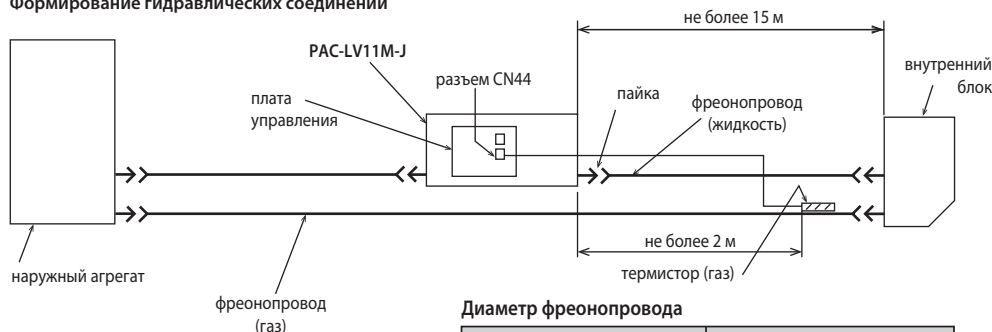 Формирование гидравлических соединений
не более 15 м
PAC-LV11M-J
разъем CN44
внутренний
блок
плата
управления
пайка
фреонопровод
(жидкость)
не более 2 м
термистор (газ)
наружный агрегат
фреонопровод
(газ)
Диаметр фреонопровода